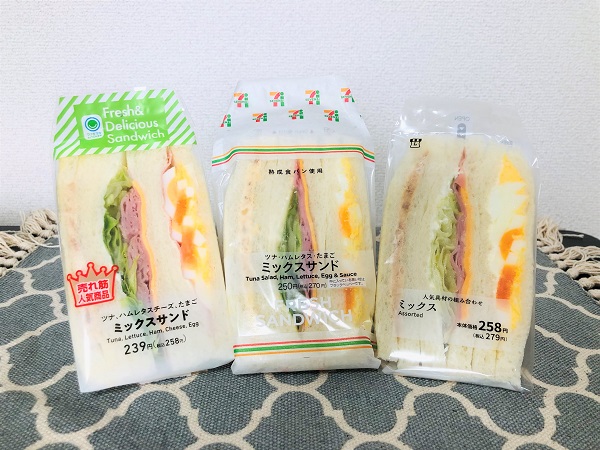 Fresh&
Delicious
Sandwich
売れ筋
人気商品
ツナ、ハムレタスチーズ、たまご
ミックスサンド
Tuna, Lettuce, Ham, Cheese, Egg
239円(税込258円)
熟成食パン使用
ツナ・ハムレタス・たまご
ミックスサンド
Tuna Salad, Ham, Lettuce, Egg & Sauce
250円(税込270円)
FRESH
SANDWICH
人気具材の組み合わせ
ミックス
Assorted
本体価格258円
(税込279円)